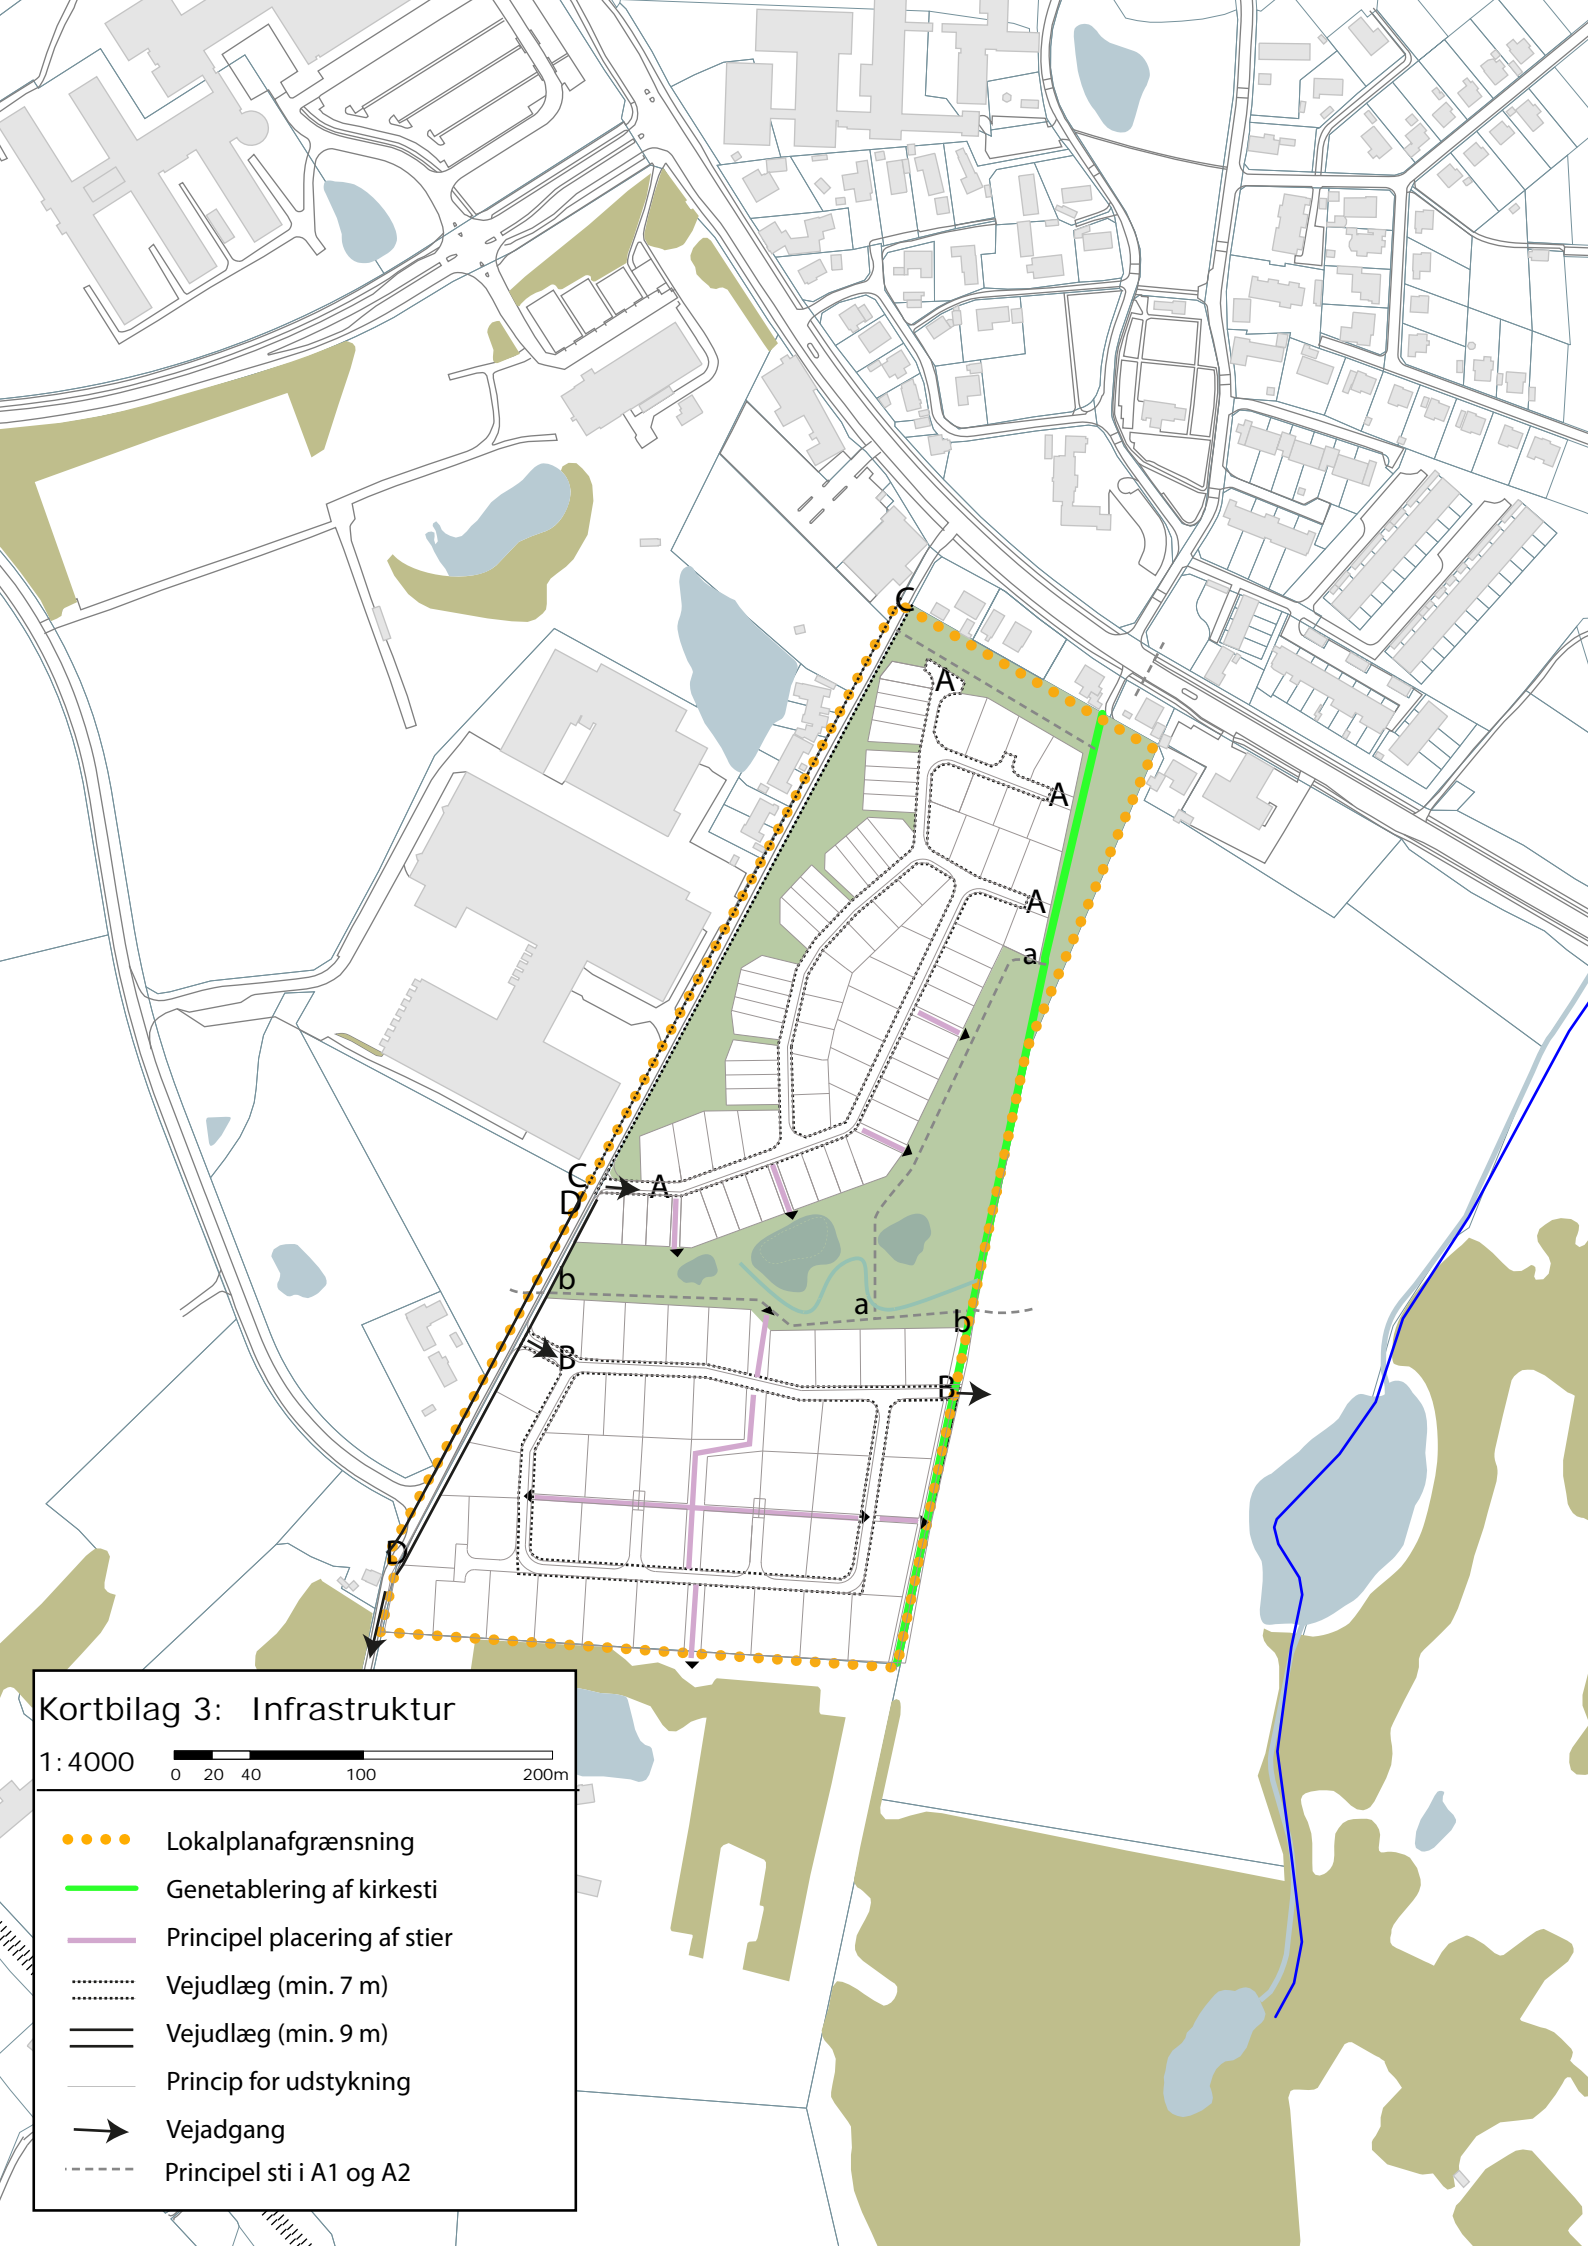 C
A
A
A
a
C
A
D
b
a
b
B
B
D
Kortbilag 3: Infrastruktur
1:4000
0 20 40 100 200m
Lokalplanafgrænsning
Genetablering af kirkesti
Principel placering af stier
Vejudlæg (min. 7 m)
Vejudlæg (min. 9 m)
Princip for udstykning
Vejadgang
Principel sti i A1 og A2